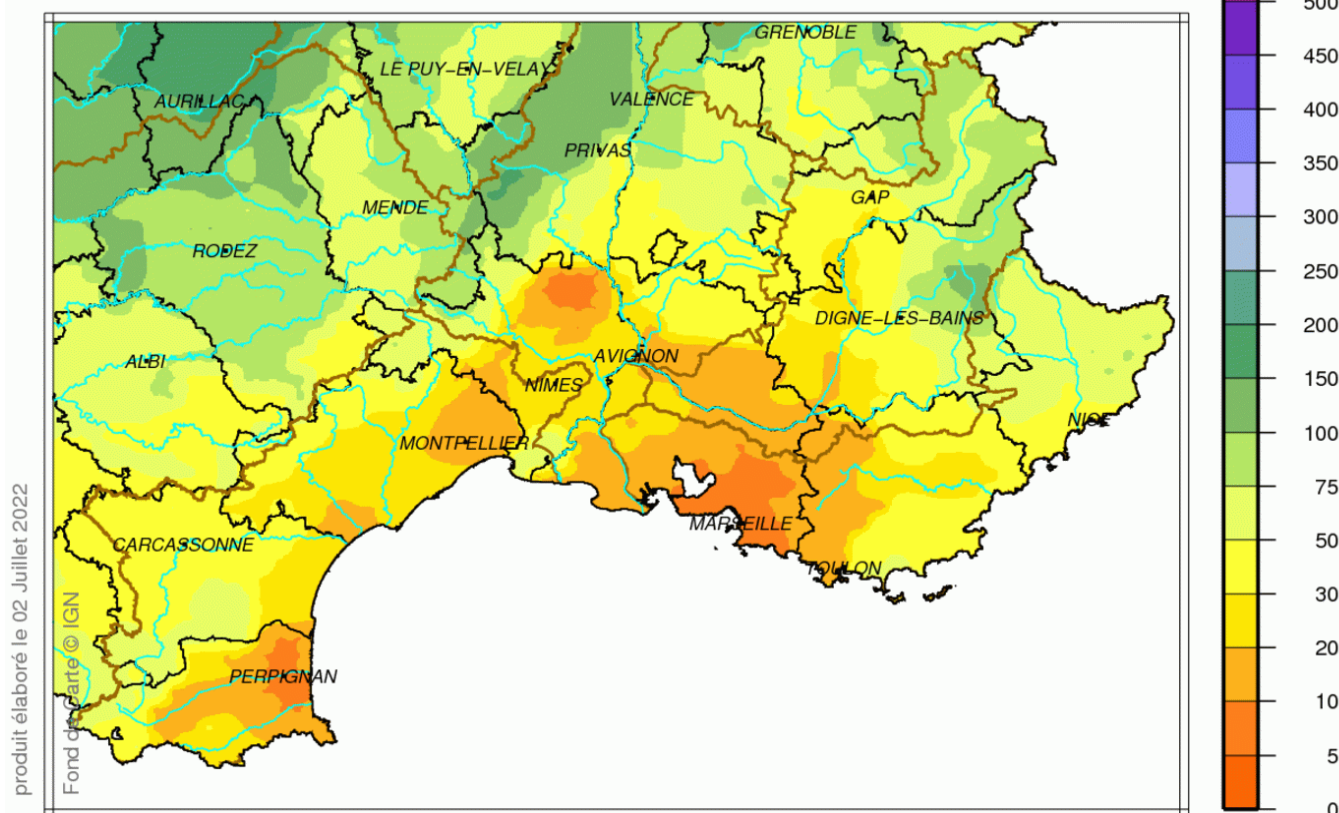 500
GRENOBLE
450
LE PUY-EN-VELAY
AURILLAC
VALENCE
400
PRIVAS
350
MENDE
GAP
300
RODEZ
250
DIGNE-LES-BAINS
200
ALBI
AVIGNON
150
NIMES
NICE
100
MONTPELLIER
75
MARSEILLE
50
CARCASSONNE
TOULON
30
20
PERPIGNAN
10
5
0
produit élaboré le 02 Juillet 2022
Fond de Carte © IGN